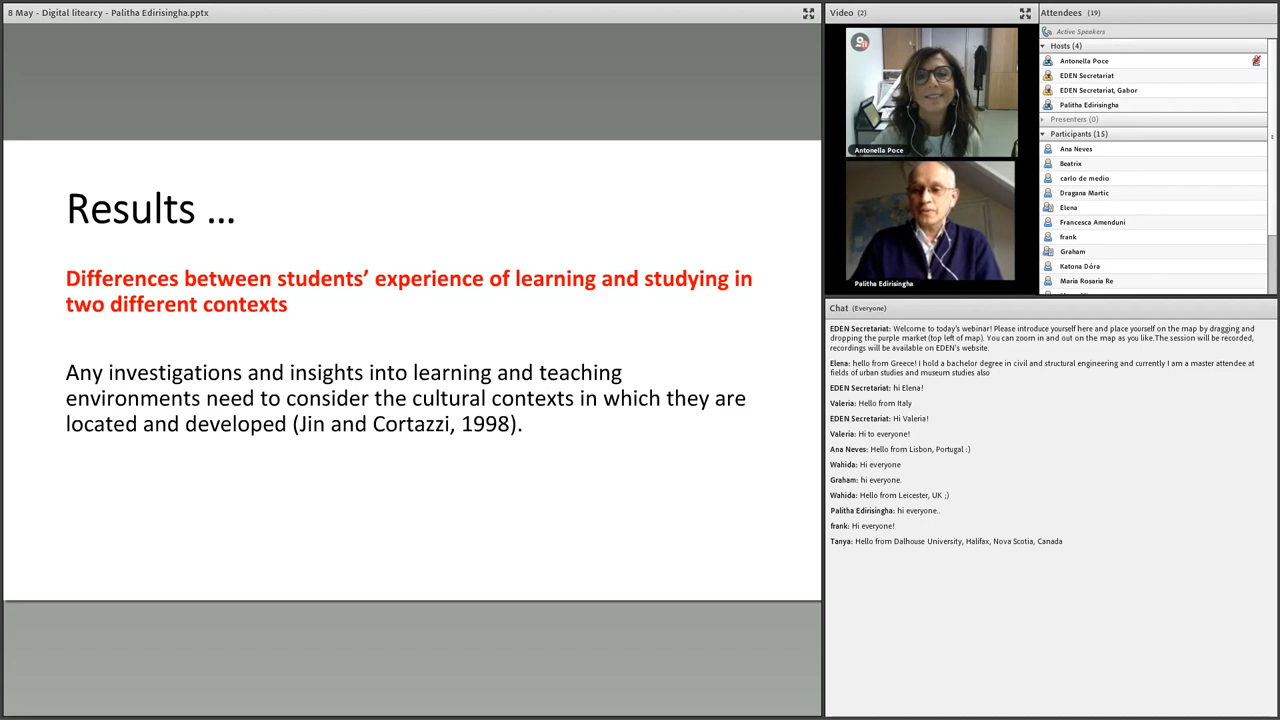 8 May - Digital litearcy - Palitha Edirisingha.pptx
Results ...
Differences between students' experience of learning and studying in
two different contexts
Any investigations and insights into learning and teaching
environments need to consider the cultural contexts in which they are
located and developed (Jin and Cortazzi, 1998).
Video (2)
Antonella Poce
Palitha Edirisingha
Attendees (19)
Active Speakers
Hosts (4)
Antonella Poce
EDEN Secretariat
EDEN Secretariat, Gabor
Palitha Edirisingha
Presenters (0)
Participants (15)
Ana Neves
Beatrix
carlo de medio
Dragana Martic
Elena
Francesca Amenduni
frank
Graham
Katona Dóra
Maria Rosaria Re
Chat (Everyone)
EDEN Secretariat: Welcome to today's webinar! Please introduce yourself here and place yourself on the map by dragging and
dropping the purple market (top left of map). You can zoom in and out on the map as you like.The session will be recorded,
recordings will be available on EDEN's website.
Elena: hello from Greece! I hold a bachelor degree in civil and structural engineering and currently I am a master attendee at
fields of urban studies and museum studies also
EDEN Secretariat: hi Elena!
Valeria: Hello from Italy
EDEN Secretariat: Hi Valeria!
Valeria: Hi to everyone!
Ana Neves: Hello from Lisbon, Portugal :)
Wahida: Hi everyone
Graham: hi everyone.
Wahida: Hello from Leicester, UK ;)
Palitha Edirisingha: hi everyone..
frank: Hi everyone!
Tanya: Hello from Dalhouse University, Halifax, Nova Scotia, Canada